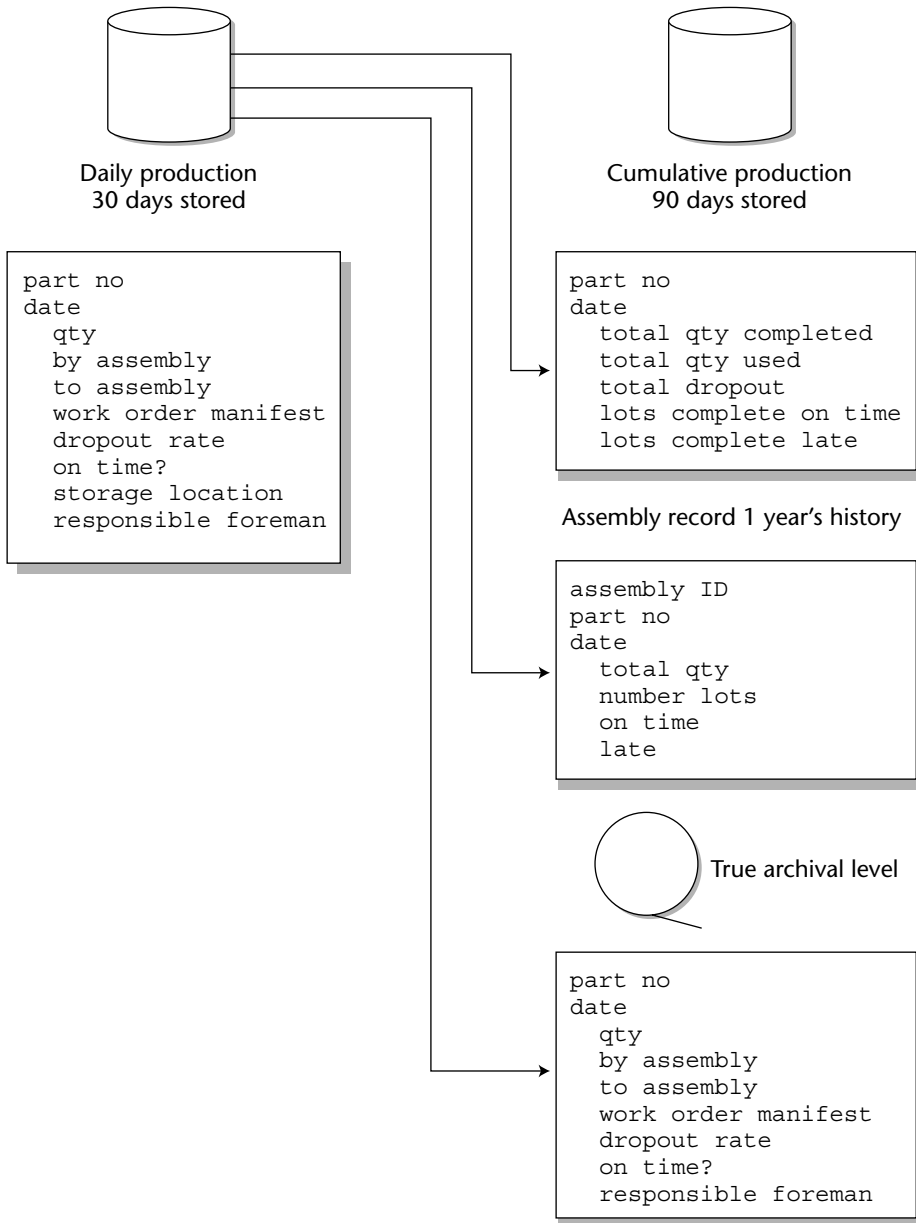 Daily production
30 days stored
part no
date
qty
by assembly
to assembly
work order manifest
dropout rate
on time?
storage location
responsible foreman
Cumulative production
90 days stored
part no
date
total qty completed
total qty used
total dropout
lots complete on time
lots complete late
Assembly record 1 year's history
assembly ID
part no
date
total qty
number lots
on time
late
True archival level
part no
date
qty
by assembly
to assembly
work order manifest
dropout rate
on time?
responsible foreman